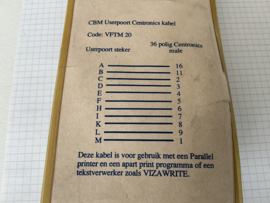 CBM Userpoort Centronics kabel
Code: VFTM 20
Userpoort steker 36 polig Centronics
male
A 16
B 11
C 2
D 3
E 4
F 5
H 6
I 7
K 8
L 9
M 1
Deze kabel is voor gebruik met een Parallel
printer en een apart print programma of een
tekstverwerker zoals VIZAWRITE.